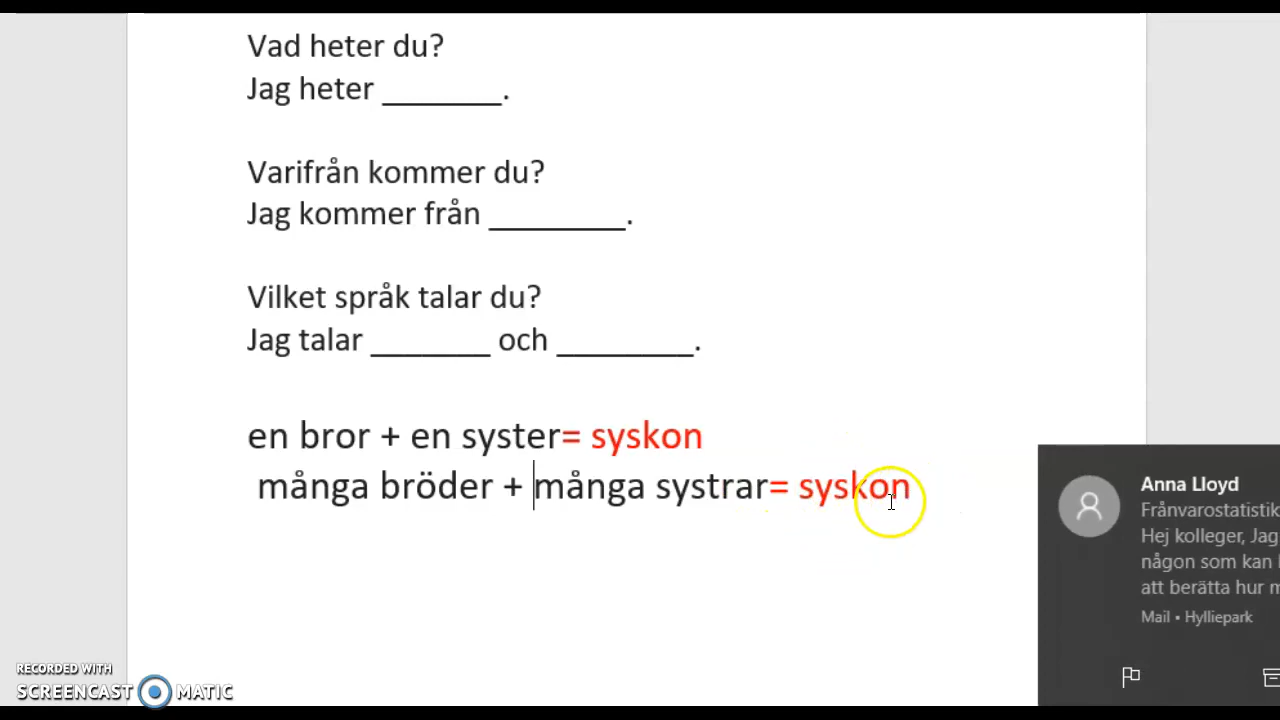 Vad heter du?
Jag heter _______.
Varifrån kommer du?
Jag kommer från ________.
Vilket språk talar du?
Jag talar _______ och ________.
en bror + en syster= syskon
många bröder + många systrar= syskon
Anna Lloyd
Frånvarostatistik
Hej kolleger, Jag
någon som kan
att berätta hur
Mail • Hylliepark
RECORDED WITH
SCREENCAST MATIC